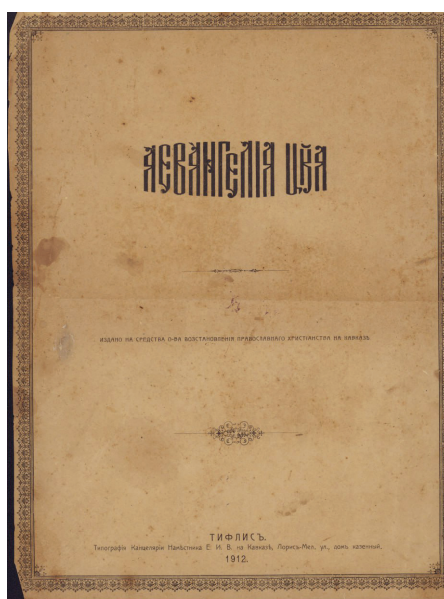 АЕВАНГЕЛІА ЦҚА
ИЗДАНО НА СРЕДСТВА О-ВА ВОЗСТАНОВЛЕНІЯ ПРАВОСЛАВНАГО ХРИСТІАНСТВА НА КАВКАЗѢ.
ТИФЛИСЪ.
Типографія Канцеляріи Намѣстника Е. И. В. на Кавказѣ, Лорисъ-Мел. ул., домъ казенный.
1912.